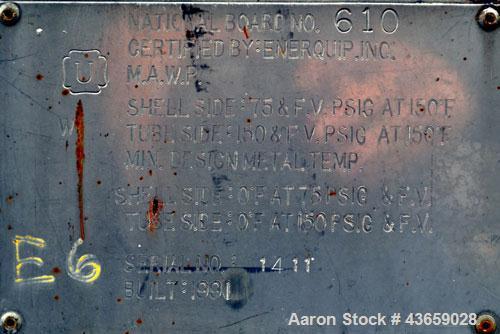 NATIONAL BOARD NO. 610
CERTIFIED BY: ENERQUIP, INC.
U
M.A.W.P.
SHELL SIDE: 75 & F.V. PSIG AT 150°F.
W
TUBE SIDE: 150 & F.V. PSIG AT 150°F.
MIN. DESIGN METAL TEMP.
SHELL SIDE: 0°F AT 75 PSIG & F.V.
TUBE SIDE: 0°F AT 150 PSIG & F.V.
E6
SERIAL NO.: 1411
BUILT: 1991
Aaron Stock # 43659028